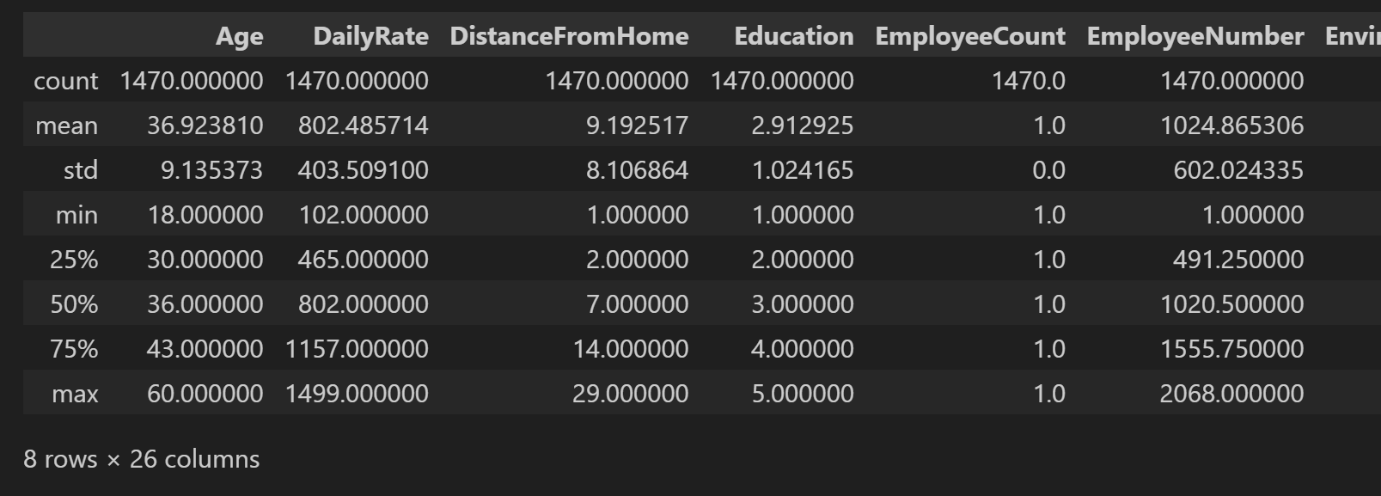 Age DailyRate DistanceFromHome Education EmployeeCount EmployeeNumber
count 1470.000000 1470.000000 1470.000000 1470.000000 1470.0 1470.000000
mean 36.923810 802.485714 9.192517 2.912925 1.0 1024.865306
std 9.135373 403.509100 8.106864 1.024165 0.0 602.024335
min 18.000000 102.000000 1.000000 1.000000 1.0 1.000000
25% 30.000000 465.000000 2.000000 2.000000 1.0 491.250000
50% 36.000000 802.000000 7.000000 3.000000 1.0 1020.500000
75% 43.000000 1157.000000 14.000000 4.000000 1.0 1555.750000
max 60.000000 1499.000000 29.000000 5.000000 1.0 2068.000000
8 rows × 26 columns